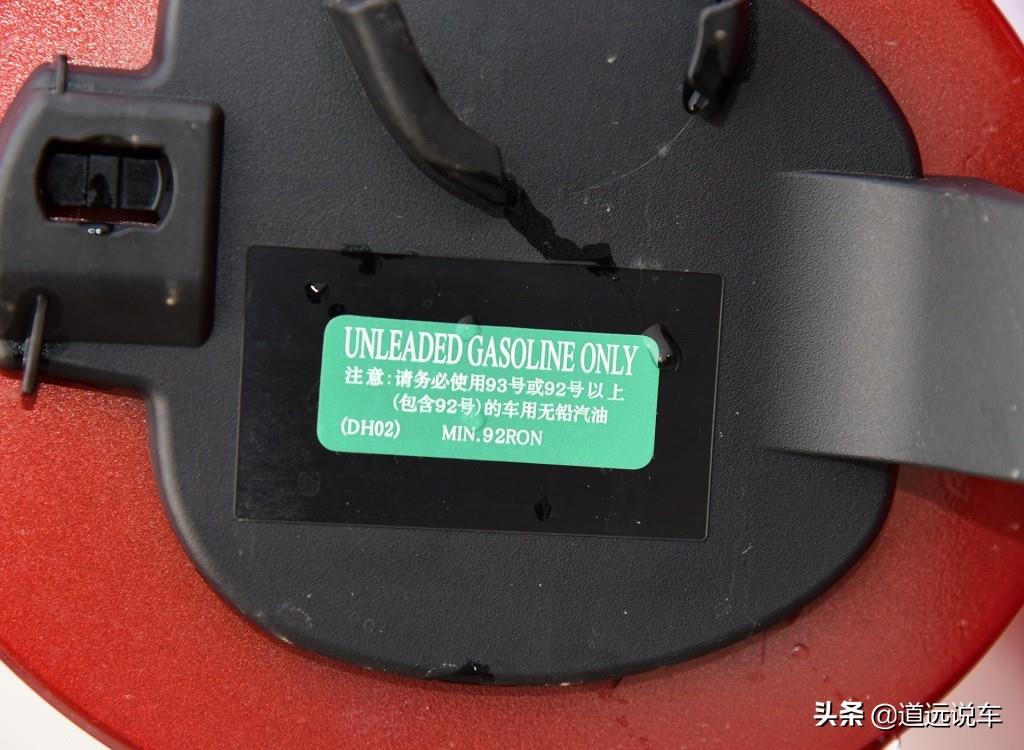 UNLEADED GASOLINE ONLY
注意:请务必使用93号或92号以上
(包含92号)的车用无铅汽油
(DH02) MIN.92RON
头条 @道远说车